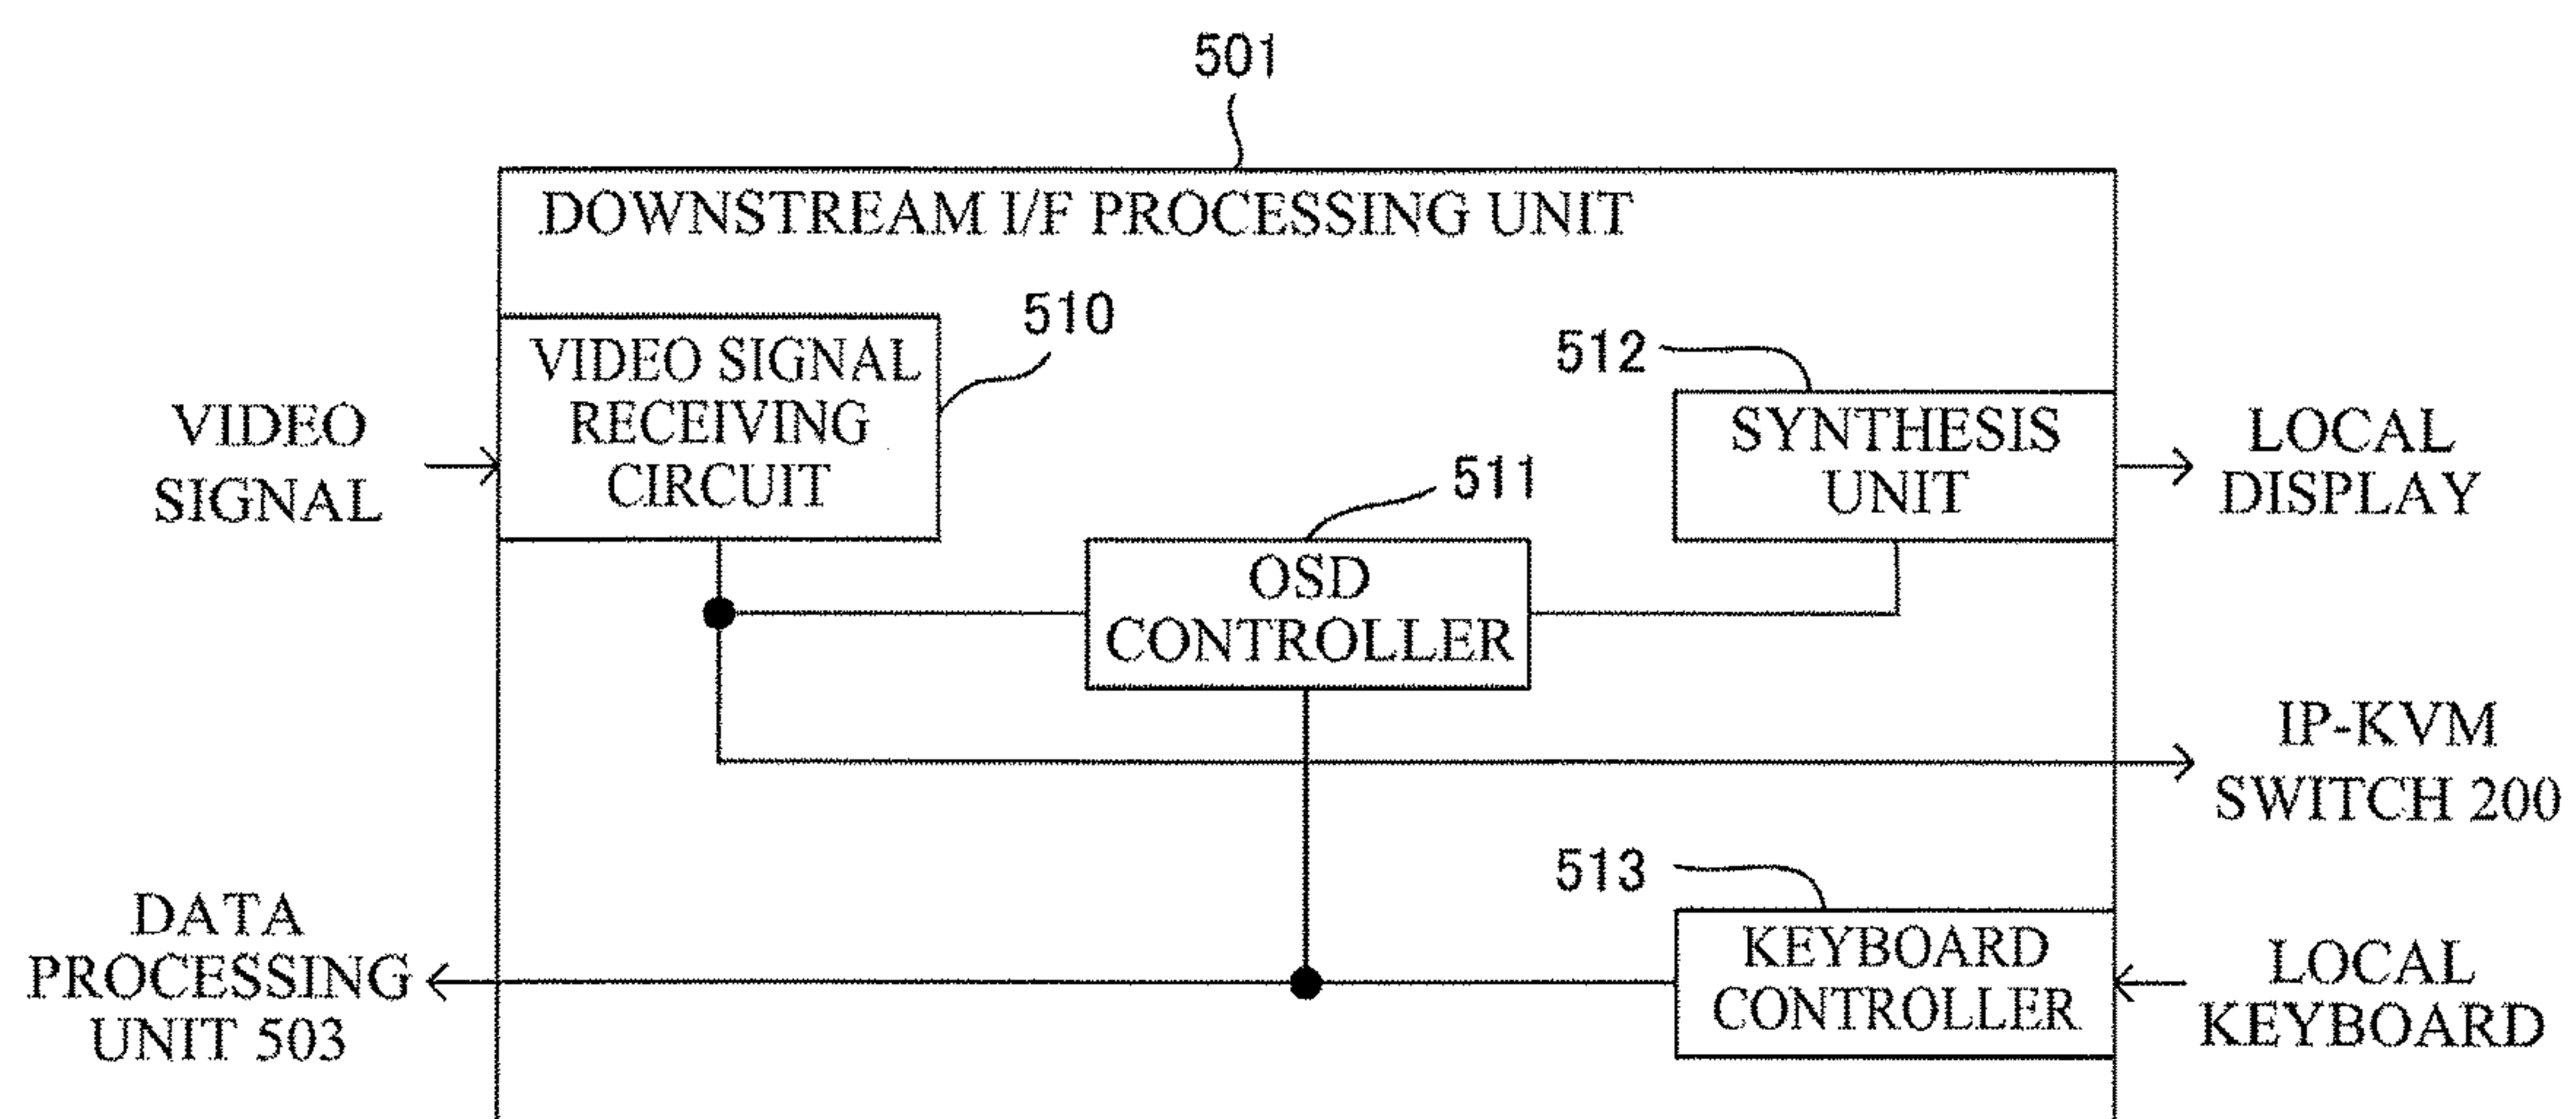 501
DOWNSTREAM I/F PROCESSING UNIT
510
VIDEO SIGNAL
RECEIVING
CIRCUIT
512
SYNTHESIS
UNIT
VIDEO
SIGNAL
LOCAL
DISPLAY
511
OSD
CONTROLLER
IP-KVM
SWITCH 200
513
KEYBOARD
CONTROLLER
DATA
PROCESSING
UNIT 503
LOCAL
KEYBOARD